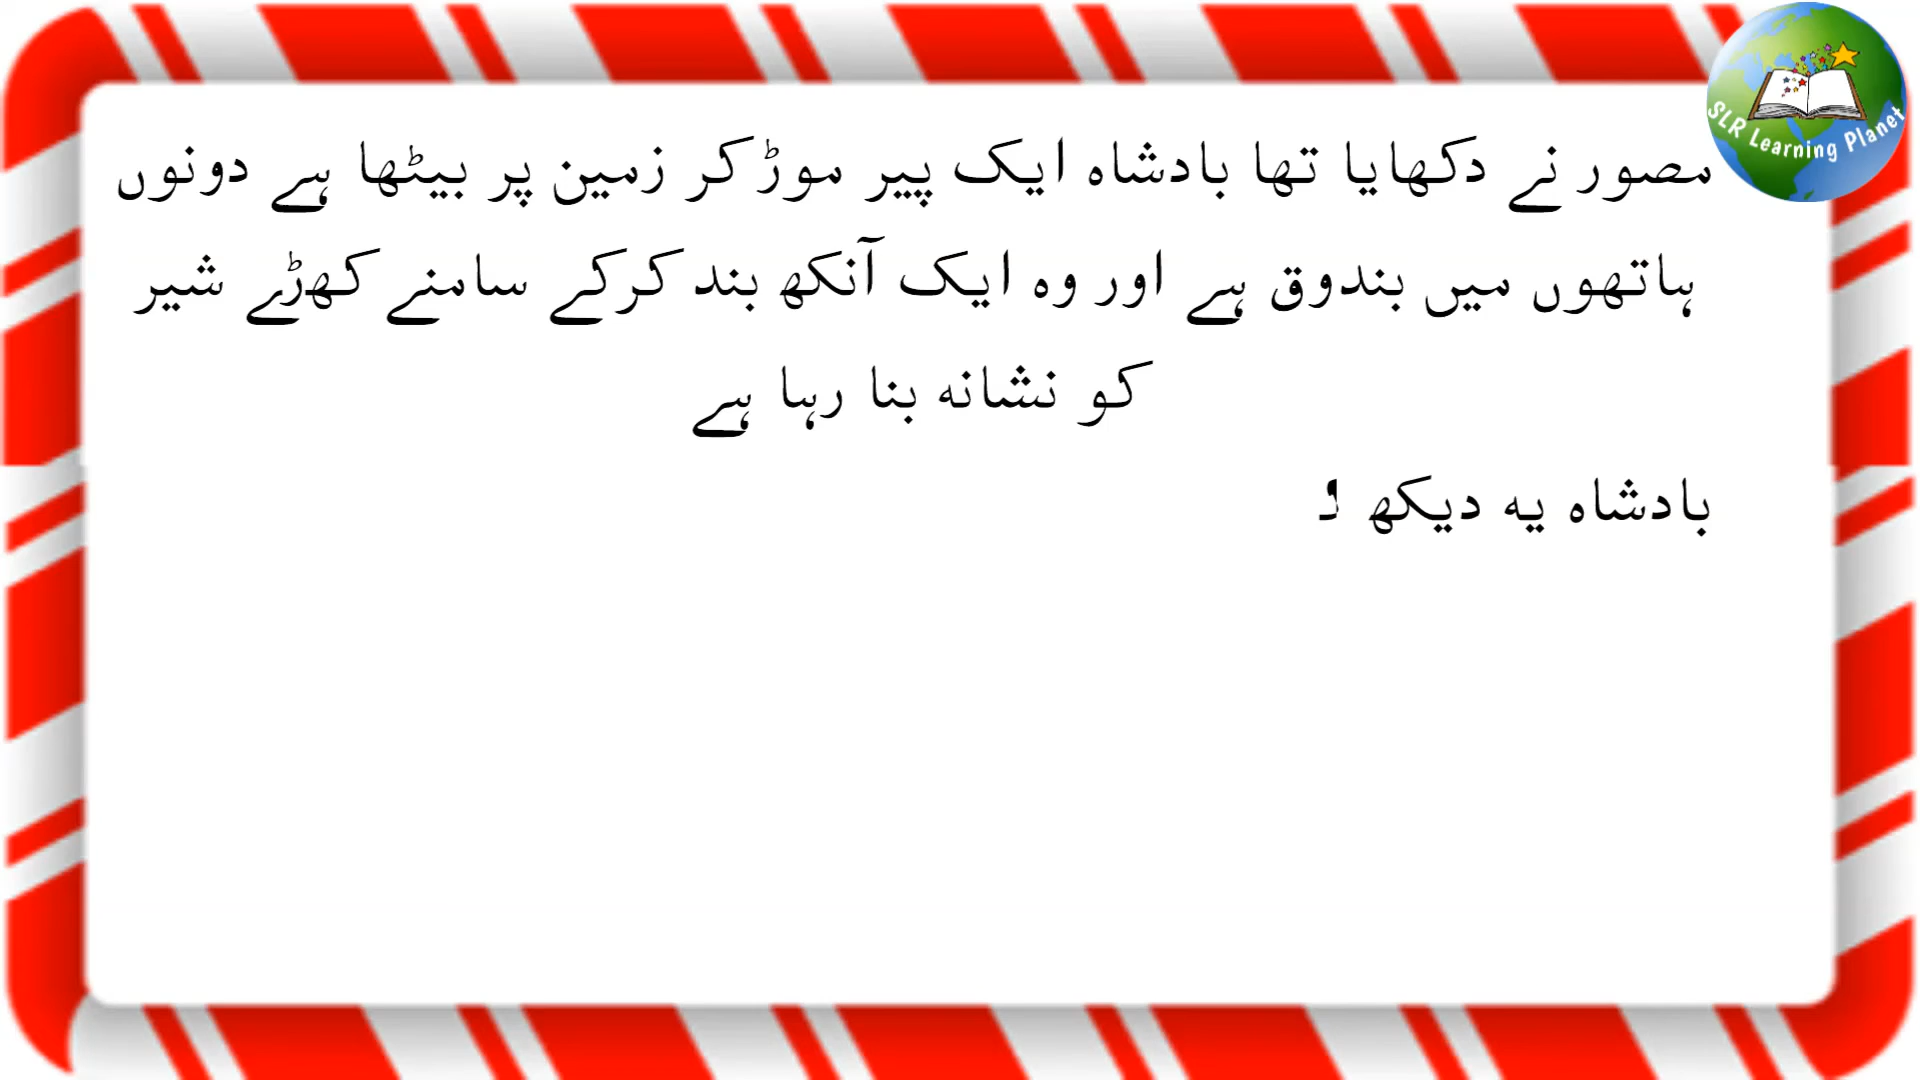 SLR Learning Planet
مصور نے دکھایا تھا بادشاہ ایک پیر موڑ کر زمین پر بیٹھا ہے دونوں
ہاتھوں میں بندوق ہے اور وہ ایک آنکھ بند کرکے سامنے کھڑے شیر
کو نشانہ بنا رہا ہے
بادشاہ یہ دیکھ